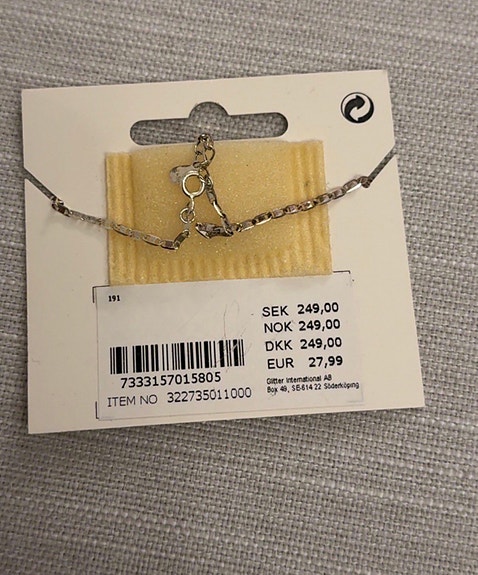 191
SEK 249,00
NOK 249,00
DKK 249,00
EUR 27,99
7333157015805
ITEM NO 322735011000
Glitter International AB
Box 49, SE-614 22 Söderköping